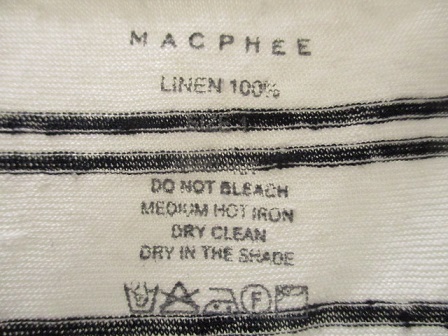 MACPHEE
LINEN 100%
DO NOT BLEACH
MEDIUM HOT IRON
DRY CLEAN
DRY IN THE SHADE
F